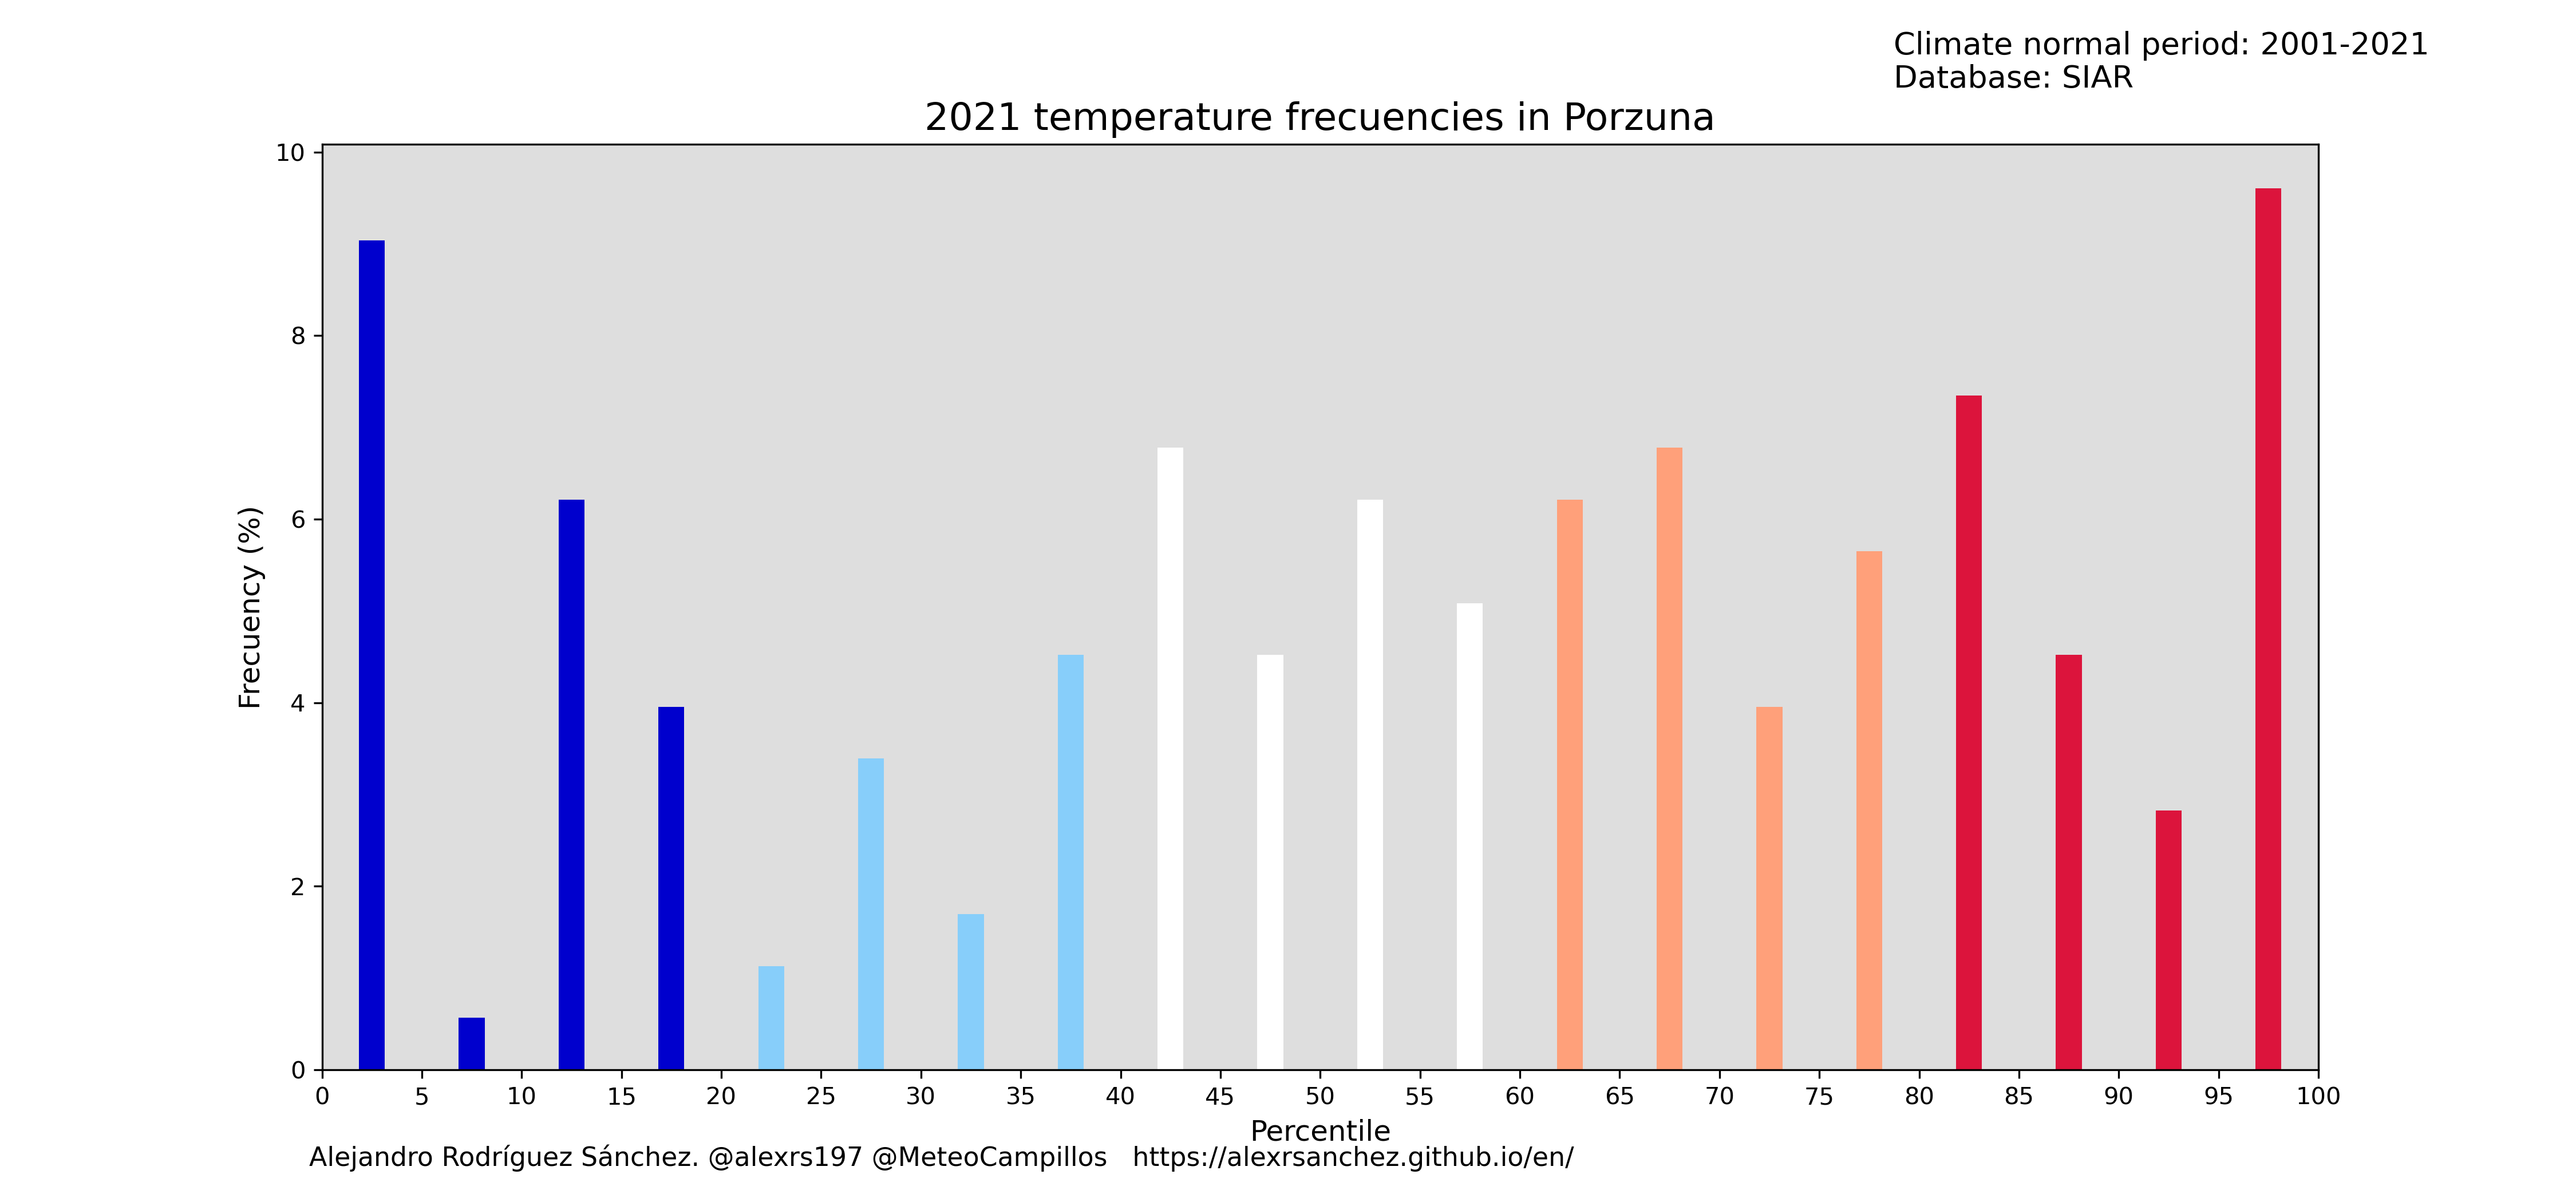 Climate normal period: 2001-2021
Database: SIAR
2021 temperature frecuencies in Porzuna
Frecuency (%)
10
8
6
4
2
0
0 5 10 15 20 25 30 35 40 45 50 55 60 65 70 75 80 85 90 95 100
Percentile
Alejandro Rodríguez Sánchez. @alexrs197 @MeteoCampillos https://alexrsanchez.github.io/en/